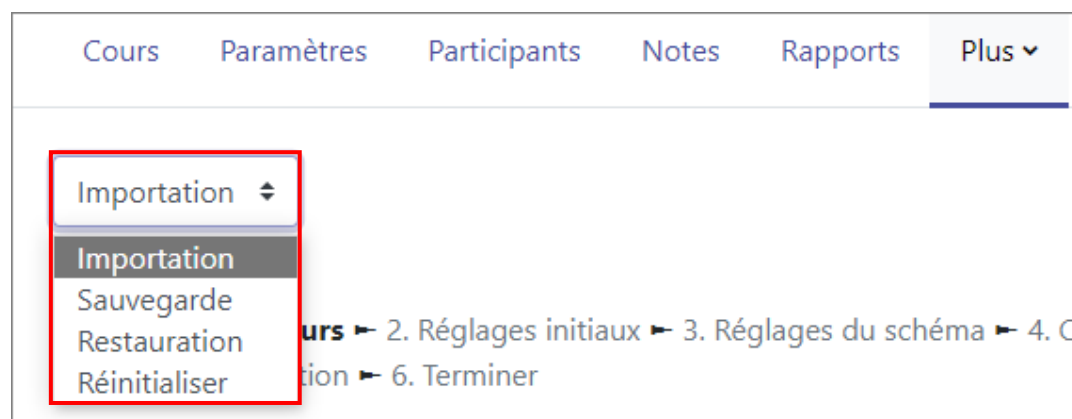 Cours Paramètres Participants Notes Rapports Plus
Importation
Importation
Sauvegarde
Restauration
Réinitialiser
urs ► 2. Réglages initiaux ► 3. Réglages du schéma ► 4.
tion ► 6. Terminer